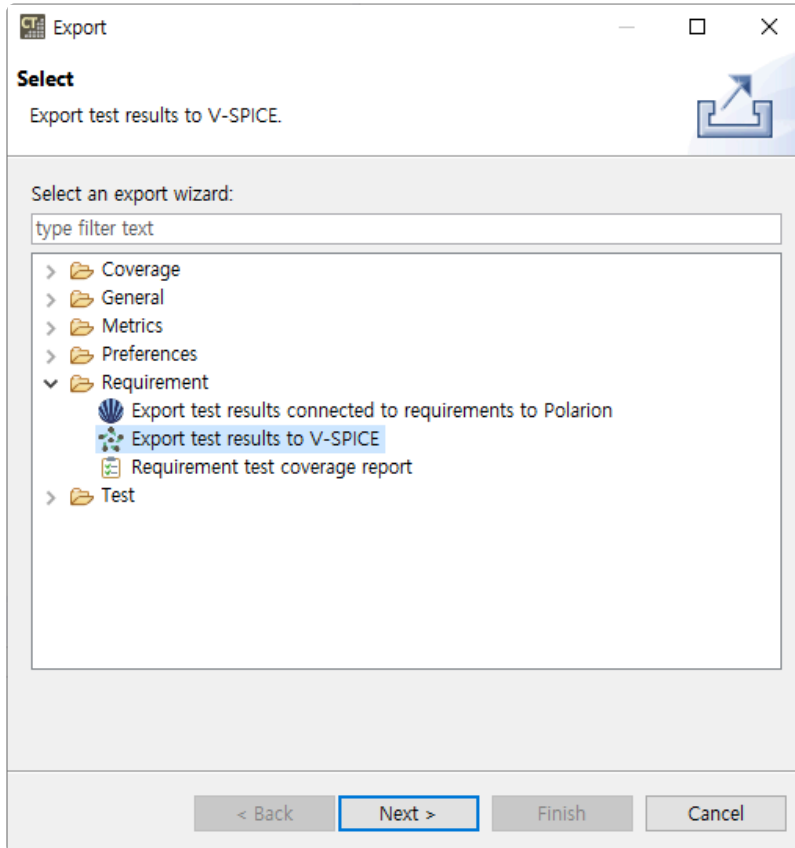 CT Export
Select
Export test results to V-SPICE.
Select an export wizard:
type filter text
Coverage
General
Metrics
Preferences
Requirement
Export test results connected to requirements to Polarion
Export test results to V-SPICE
Requirement test coverage report
Test
< Back Next > Finish Cancel